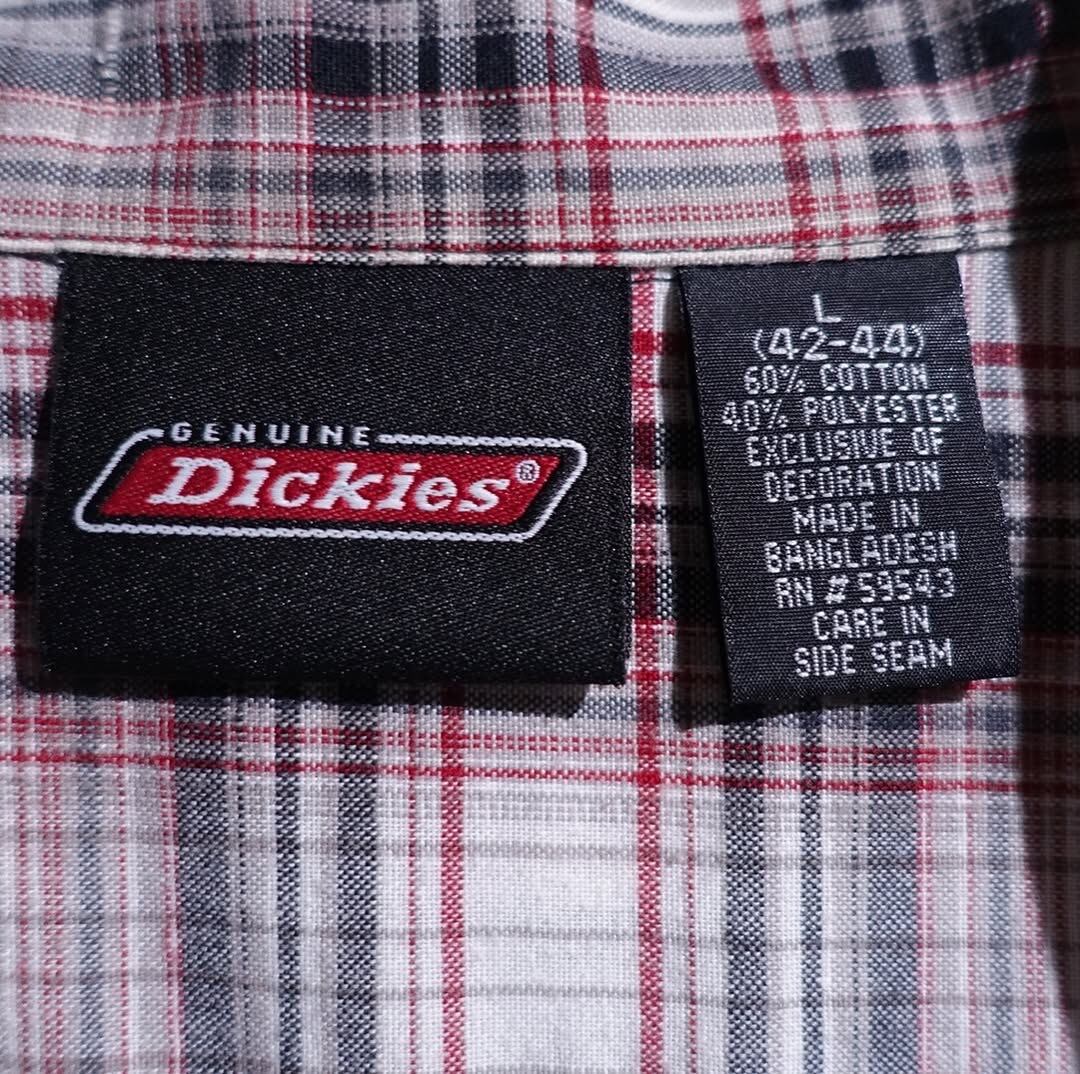 GENUINE
Dickies®
L
(42-44)
60% COTTON
40% POLYESTER
EXCLUSIVE OF
DECORATION
MADE IN
BANGLADESH
RN # 59543
CARE IN
SIDE SEAM